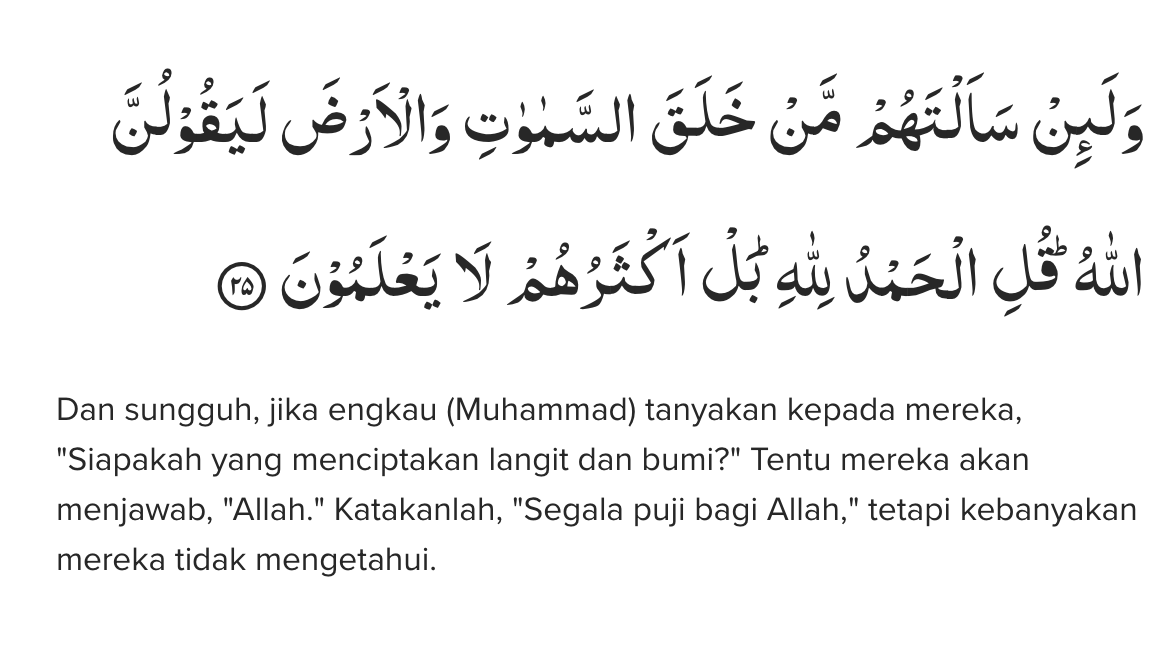 وَلَىِٕنْ سَاَلْتَهُمْ مَّنْ خَلَقَ السَّمٰوٰتِ وَالْاَرْضَ لَيَقُوْلُنَّ
اللّٰهُ ۗقُلِ الْحَمْدُ لِلّٰهِ ۗبَلْ اَكْثَرُهُمْ لَا يَعْلَمُوْنَ ۝٢٥
Dan sungguh, jika engkau (Muhammad) tanyakan kepada mereka,
"Siapakah yang menciptakan langit dan bumi?" Tentu mereka akan
menjawab, "Allah." Katakanlah, "Segala puji bagi Allah," tetapi kebanyakan
mereka tidak mengetahui.